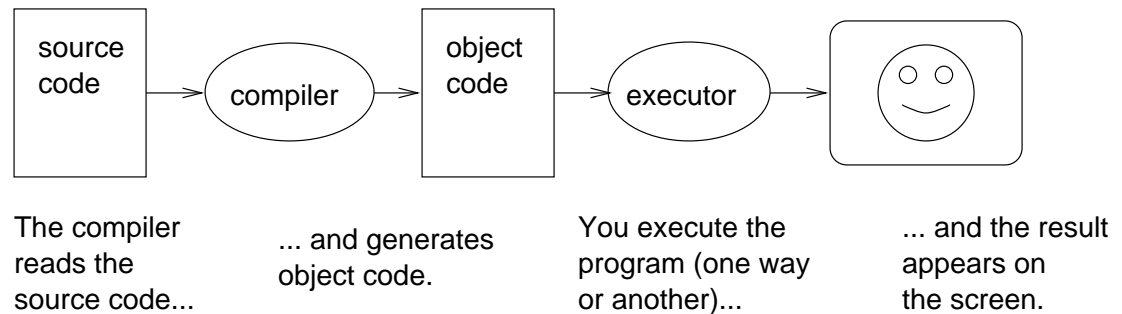 source
code
compiler
object
code
executor
The compiler
reads the
source code...
... and generates
object code.
You execute the
program (one way
or another)...
... and the result
appears on
the screen.